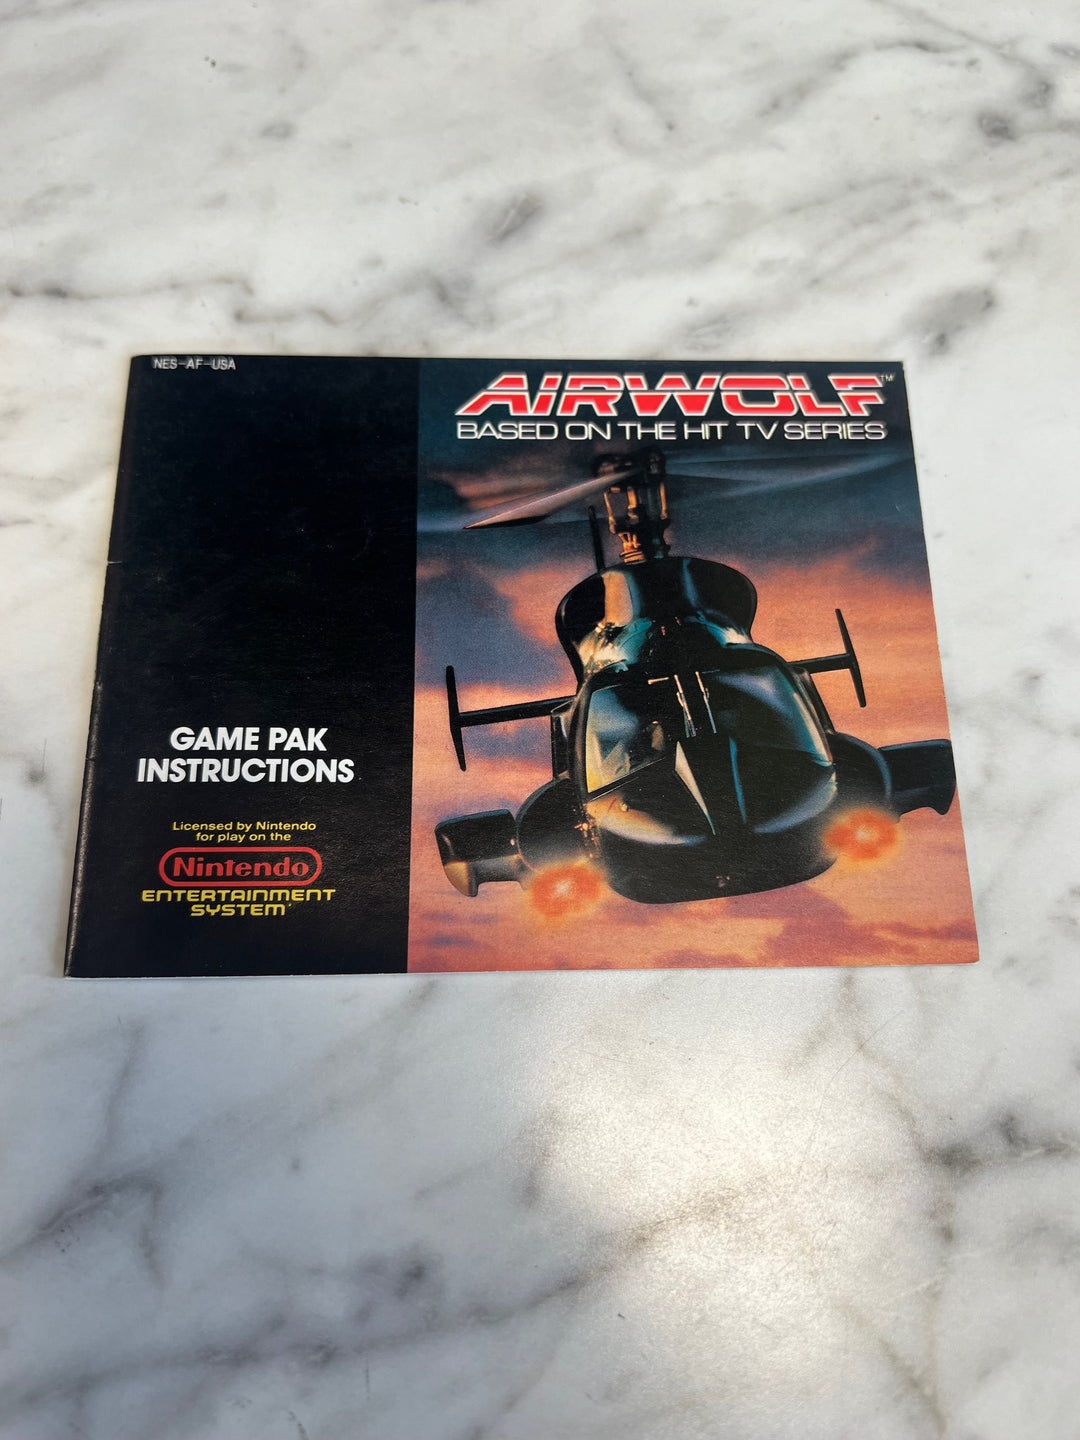 NES-AF-USA
AIRWOLF™
BASED ON THE HIT TV SERIES
GAME PAK
INSTRUCTIONS
Licensed by Nintendo
for play on the
Nintendo
ENTERTAINMENT
SYSTEM